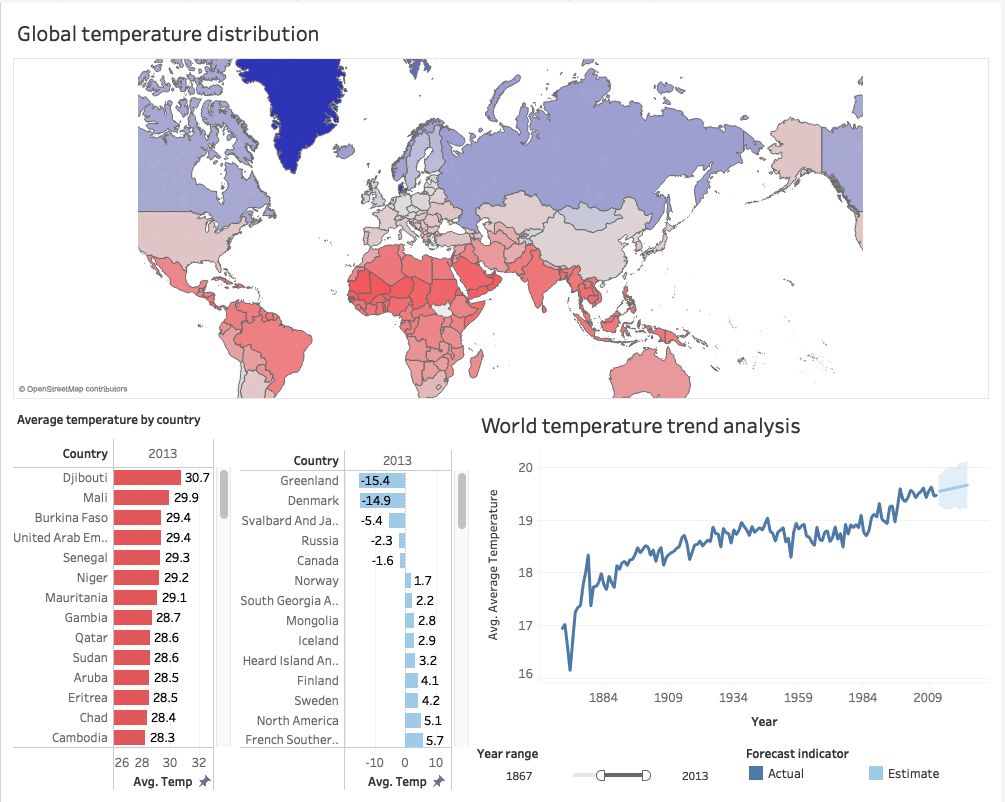 Global temperature distribution
© OpenStreetMap contributors
Average temperature by country
Country 2013
Djibouti 30.7
Mali 29.9
Burkina Faso 29.4
United Arab Em.. 29.4
Senegal 29.3
Niger 29.2
Mauritania 29.1
Gambia 28.7
Qatar 28.6
Sudan 28.6
Aruba 28.5
Eritrea 28.5
Chad 28.4
Cambodia 28.3
26 28 30 32
Avg. Temp
Country 2013
Greenland -15.4
Denmark -14.9
Svalbard And Ja.. -5.4
Russia -2.3
Canada -1.6
Norway 1.7
South Georgia A.. 2.2
Mongolia 2.8
Iceland 2.9
Heard Island An.. 3.2
Finland 4.1
Sweden 4.2
North America 5.1
French Souther.. 5.7
-10 0 10
Avg. Temp
World temperature trend analysis
Avg. Average Temperature
20
19
18
17
16
1884 1909 1934 1959 1984 2009
Year
Year range
1867 2013
Forecast indicator
Actual Estimate